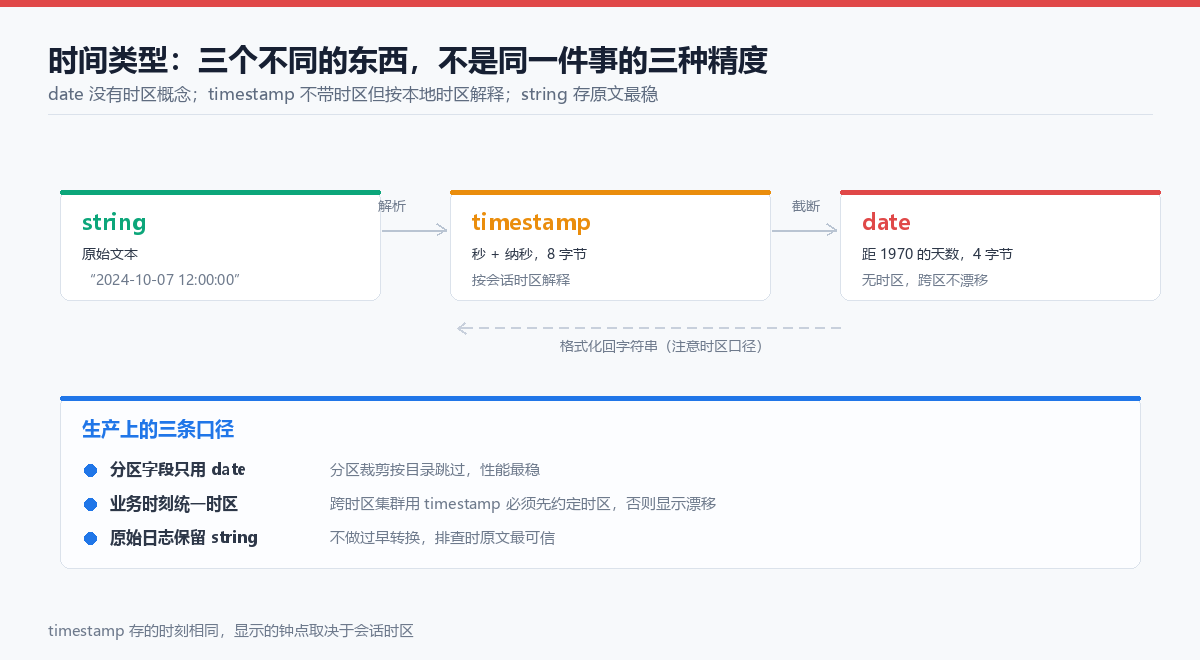 时间类型：三个不同的东西，不是同一件事的三种精度
date 没有时区概念；timestamp 不带时区但按本地时区解释；string 存原文最稳
string
原始文本
“2024-10-07 12:00:00”
解析
timestamp
秒 + 纳秒，8 字节
按会话时区解释
截断
date
距 1970 的天数，4 字节
无时区，跨区不漂移
格式化回字符串（注意时区口径）
生产上的三条口径
分区字段只用 date 分区裁剪按目录跳过，性能最稳
业务时刻统一时区 跨时区集群用 timestamp 必须先约定时区，否则显示漂移
原始日志保留 string 不做过早转换，排查时原文最可信
timestamp 存的时刻相同，显示的钟点取决于会话时区